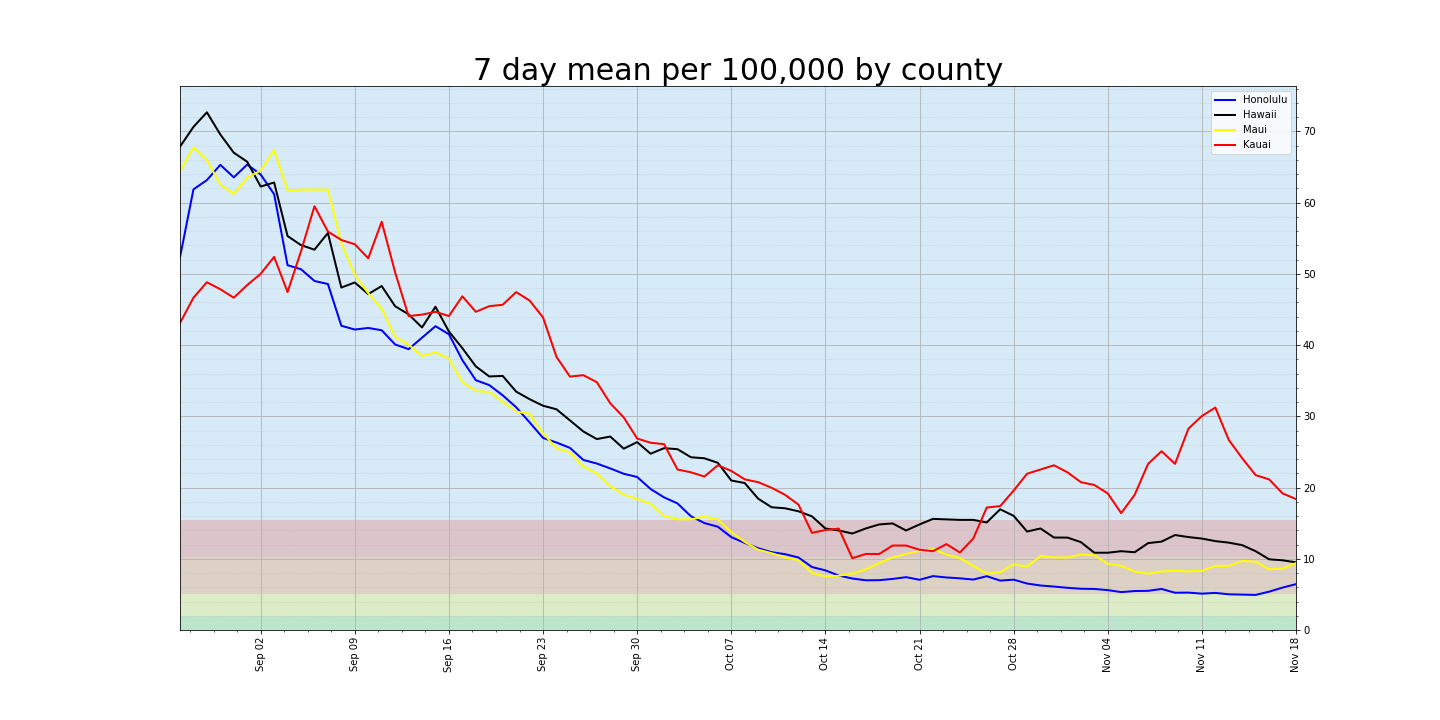 7 day mean per 100,000 by county
Honolulu
Hawaii
Maui
Kauai
70
60
50
40
30
20
10
0
Sep 02
Sep 09
Sep 16
Sep 23
Sep 30
Oct 07
Oct 14
Oct 21
Oct 28
Nov 04
Nov 11
Nov 18